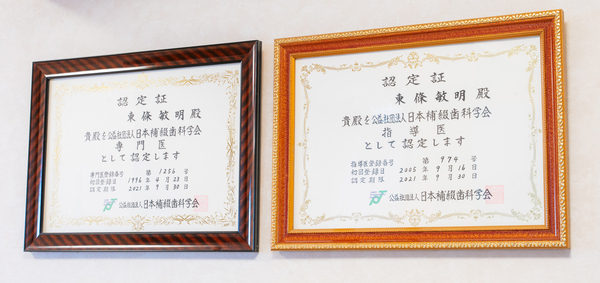 認定証
東條敏明殿
貴殿を公益社団法人日本補綴歯科学会
専門医
として認定します
専門医登録番号 第1256号
初回登録日 1996年4月23日
認定期限 2021年9月30日
公益社団法人日本補綴歯科学会
認定証
東條敏明殿
貴殿を公益社団法人日本補綴歯科学会
指導医
として認定します
指導医登録番号 第974号
初回登録日 2005年9月16日
認定期限 2021年9月30日
公益社団法人日本補綴歯科学会